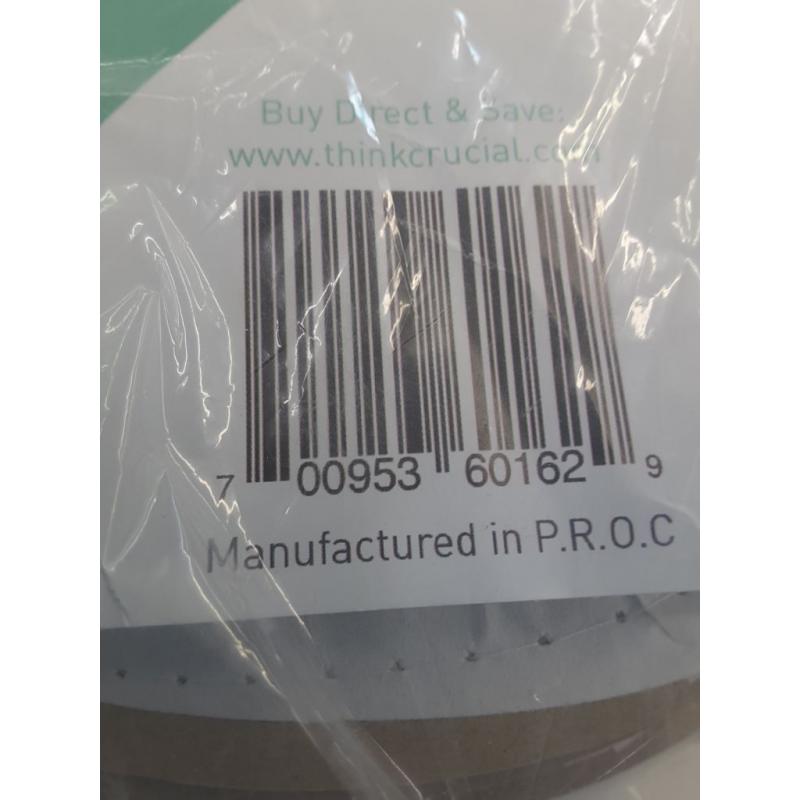 Buy Direct & Save:
www.thinkcrucial.com
7 00953 60162 9
Manufactured in P.R.O.C